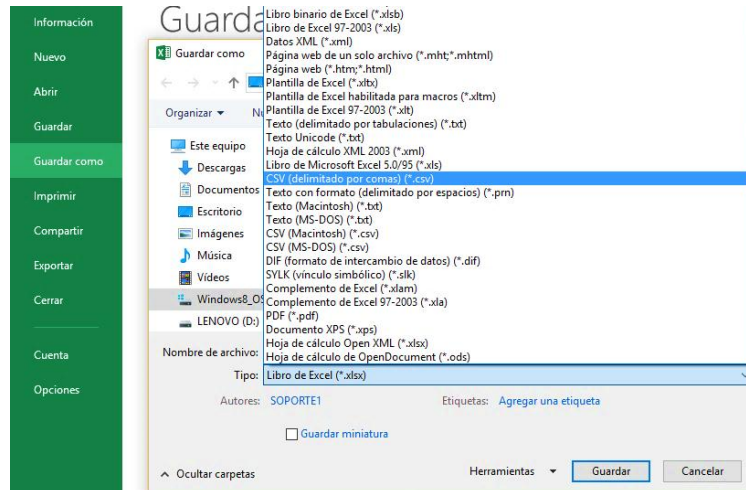 Información
Nuevo
Abrir
Guardar
Guardar como
Imprimir
Compartir
Exportar
Cerrar
Cuenta
Opciones
Guarda
Guardar como
Organizar
Este equipo
Descargas
Documentos
Escritorio
Imágenes
Música
Vídeos
Windows8_OS
LENOVO (D:)
Libro binario de Excel (*.xlsb)
Libro de Excel 97-2003 (*.xls)
Datos XML (*.xml)
Página web de un solo archivo (*.mht;*.mhtml)
Página web (*.htm;*.html)
Plantilla de Excel (*.xltx)
Plantilla de Excel habilitada para macros (*.xltm)
Plantilla de Excel 97-2003 (*.xlt)
Texto (delimitado por tabulaciones) (*.txt)
Texto Unicode (*.txt)
Hoja de cálculo XML 2003 (*.xml)
Libro de Microsoft Excel 5.0/95 (*.xls)
CSV (delimitado por comas) (*.csv)
Texto con formato (delimitado por espacios) (*.prn)
Texto (Macintosh) (*.txt)
Texto (MS-DOS) (*.txt)
CSV (Macintosh) (*.csv)
CSV (MS-DOS) (*.csv)
DIF (formato de intercambio de datos) (*.dif)
SYLK (vínculo simbólico) (*.slk)
Complemento de Excel (*.xlam)
Complemento de Excel 97-2003 (*.xla)
PDF (*.pdf)
Documento XPS (*.xps)
Hoja de cálculo Open XML (*.xlsx)
Hoja de cálculo de OpenDocument (*.ods)
Nombre de archivo:
Tipo: Libro de Excel (*.xlsx)
Autores: SOPORTE1 Etiquetas: Agregar una etiqueta
Guardar miniatura
Ocultar carpetas Herramientas Guardar Cancelar